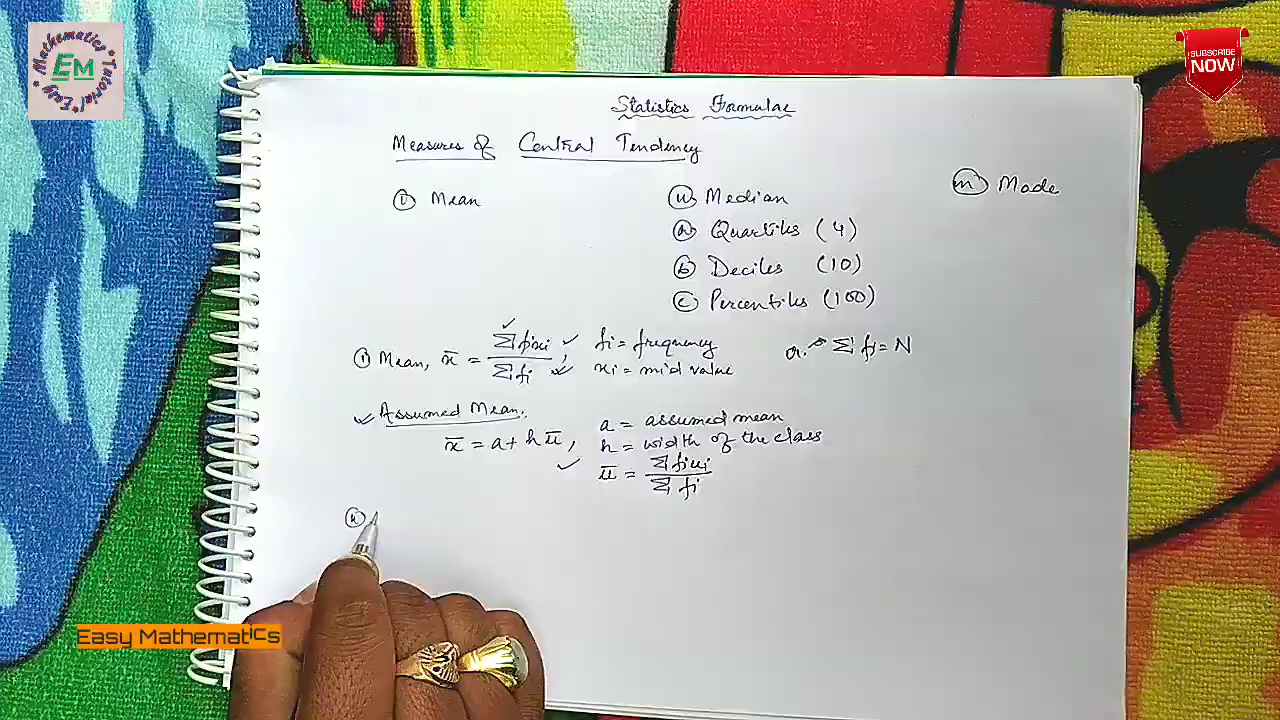 Mathematics Tutorial Easy
EM
SUBSCRIBE
NOW
Statistics Formulae
Measures of Central Tendency
(i) Mean
(ii) Median
(iii) Mode
(a) Quartiles (4)
(b) Deciles (10)
(c) Percentiles (100)
(i) Mean, x̄ = Σfixi / Σfi, fi = frequency or Σfi = N
xi = mid value
Assumed Mean.
x̄ = a + hū, a = assumed mean
h = width of the class
ū = Σfiui / Σfi
(ii)
Easy Mathematics